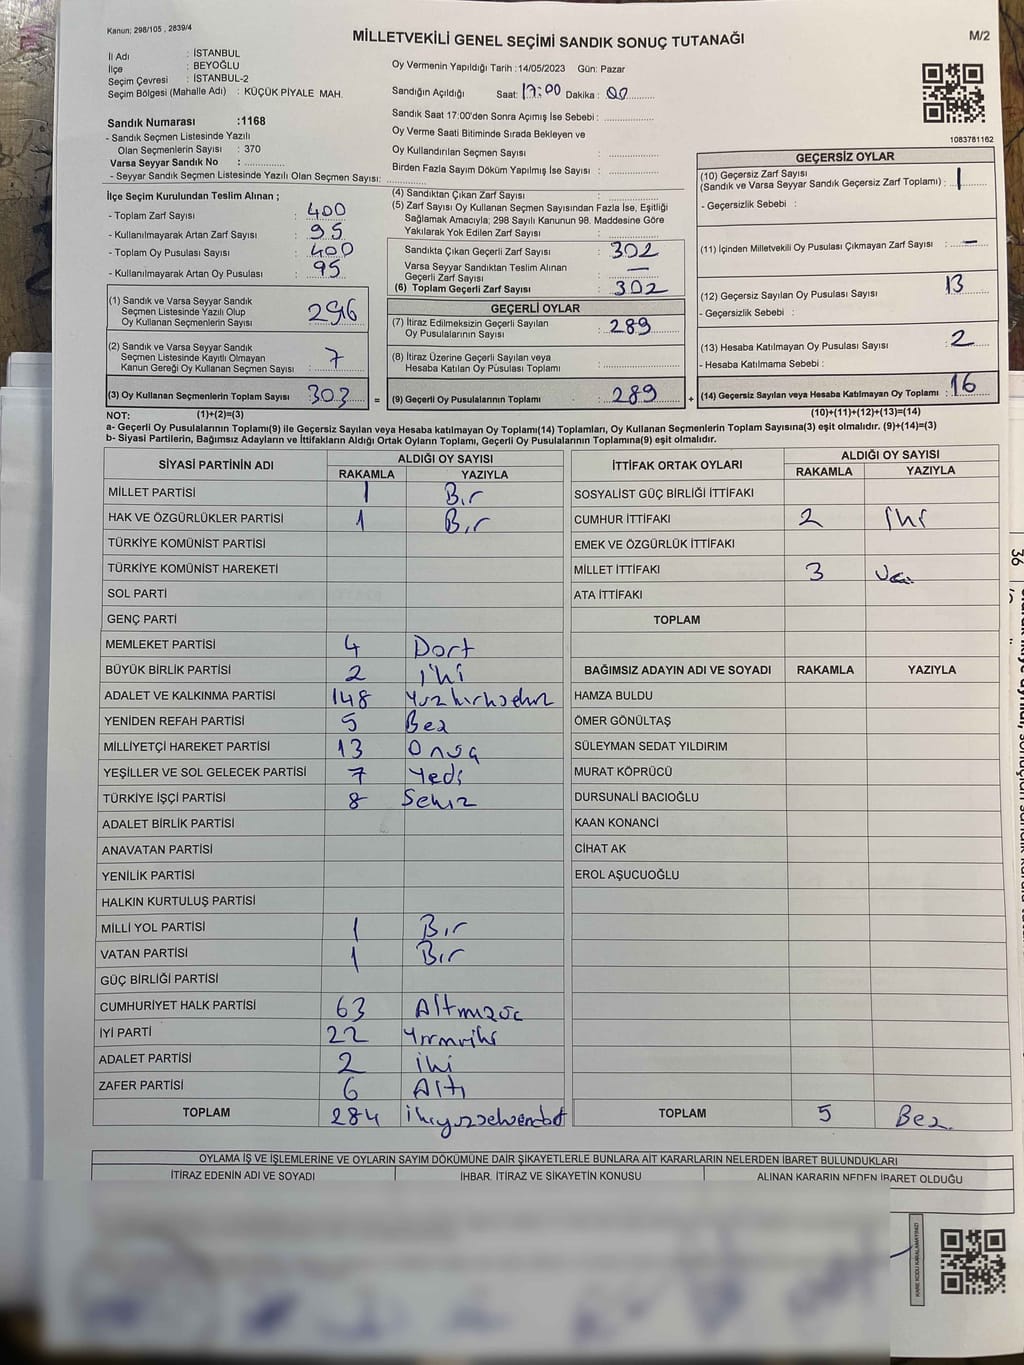 Kanun; 298/105 , 2839/4
MİLLETVEKİLİ GENEL SEÇİMİ SANDIK SONUÇ TUTANAĞI
M/2
İl Adı : İSTANBUL
İlçe : BEYOĞLU
Seçim Çevresi : İSTANBUL-2
Seçim Bölgesi (Mahalle Adı) : KÜÇÜK PİYALE MAH.
Oy Vermenin Yapıldığı Tarih :14/05/2023 Gün: Pazar
Sandığın Açıldığı Saat: 17:00 Dakika : 00
Sandık Saat 17:00'den Sonra Açımış İse Sebebi :
Oy Verme Saati Bitiminde Sırada Bekleyen ve
Oy Kullandırılan Seçmen Sayısı :
Birden Fazla Sayım Döküm Yapılmış İse Sayısı :
Sandık Numarası :1168
- Sandık Seçmen Listesinde Yazılı
Olan Seçmenlerin Sayısı : 370
Varsa Seyyar Sandık No :
- Seyyar Sandık Seçmen Listesinde Yazılı Olan Seçmen Sayısı:
1083781162
İlçe Seçim Kurulundan Teslim Alınan ;
- Toplam Zarf Sayısı : 400
- Kullanılmayarak Artan Zarf Sayısı : 95
- Toplam Oy Pusulası Sayısı : 400
- Kullanılmayarak Artan Oy Pusulası : 95
(1) Sandık ve Varsa Seyyar Sandık
Seçmen Listesinde Yazılı Olup
Oy Kullanan Seçmenlerin Sayısı : 296
(2) Sandık ve Varsa Seyyar Sandık
Seçmen Listesinde Kayıtlı Olmayan
Kanun Gereği Oy Kullanan Seçmen Sayısı : 7
(3) Oy Kullanan Seçmenlerin Toplam Sayısı : 303
=
(4) Sandıktan Çıkan Zarf Sayısı :
(5) Zarf Sayısı Oy Kullanan Seçmen Sayısından Fazla İse, Eşitliği
Sağlamak Amacıyla; 298 Sayılı Kanunun 98. Maddesine Göre
Yakılarak Yok Edilen Zarf Sayısı :
Sandıkta Çıkan Geçerli Zarf Sayısı : 302
Varsa Seyyar Sandıktan Teslim Alınan
Geçerli Zarf Sayısı : —
(6) Toplam Geçerli Zarf Sayısı : 302
GEÇERLİ OYLAR
(7) İtiraz Edilmeksizin Geçerli Sayılan
Oy Pusulalarının Sayısı : 289
(8) İtiraz Üzerine Geçerli Sayılan veya
Hesaba Katılan Oy Pusulası Toplamı :
(9) Geçerli Oy Pusulalarının Toplamı : 289
+
GEÇERSİZ OYLAR
(10) Geçersiz Zarf Sayısı
(Sandık ve Varsa Seyyar Sandık Geçersiz Zarf Toplamı) : 1
- Geçersizlik Sebebi :
(11) İçinden Milletvekili Oy Pusulası Çıkmayan Zarf Sayısı : —
(12) Geçersiz Sayılan Oy Pusulası Sayısı : 13
- Geçersizlik Sebebi :
(13) Hesaba Katılmayan Oy Pusulası Sayısı : 2
- Hesaba Katılmama Sebebi :
(14) Geçersiz Sayılan veya Hesaba Katılmayan Oy Toplamı : 16
NOT: (1)+(2)=(3) (10)+(11)+(12)+(13)=(14)
a- Geçerli Oy Pusulalarının Toplamı(9) ile Geçersiz Sayılan veya Hesaba katılmayan Oy Toplamı(14) Toplamları, Oy Kullanan Seçmenlerin Toplam Sayısına(3) eşit olmalıdır. (9)+(14)=(3)
b- Siyasi Partilerin, Bağımsız Adayların ve İttifakların Aldığı Ortak Oyların Toplamı, Geçerli Oy Pusulalarının Toplamına(9) eşit olmalıdır.
SİYASİ PARTİNİN ADI ALDIĞI OY SAYISI
RAKAMLA YAZIYLA
MİLLET PARTİSİ 1 Bir
HAK VE ÖZGÜRLÜKLER PARTİSİ 1 Bir
TÜRKİYE KOMÜNİST PARTİSİ
TÜRKİYE KOMÜNİST HAREKETİ
SOL PARTİ
GENÇ PARTİ
MEMLEKET PARTİSİ 4 Dort
BÜYÜK BİRLİK PARTİSİ 2 iki
ADALET VE KALKINMA PARTİSİ 148 Yuzkırksekız
YENİDEN REFAH PARTİSİ 5 Beş
MİLLİYETÇİ HAREKET PARTİSİ 13 Onüç
YEŞİLLER VE SOL GELECEK PARTİSİ 7 Yedi
TÜRKİYE İŞÇİ PARTİSİ 8 Sekız
ADALET BİRLİK PARTİSİ
ANAVATAN PARTİSİ
YENİLİK PARTİSİ
HALKIN KURTULUŞ PARTİSİ
MİLLİ YOL PARTİSİ 1 Bir
VATAN PARTİSİ 1 Bir
GÜÇ BİRLİĞİ PARTİSİ
CUMHURİYET HALK PARTİSİ 63 Altmışüç
İYİ PARTİ 22 Yırmıiki
ADALET PARTİSİ 2 iki
ZAFER PARTİSİ 6 Altı
TOPLAM 284 ikiyuzseksendort
İTTİFAK ORTAK OYLARI ALDIĞI OY SAYISI
RAKAMLA YAZIYLA
SOSYALİST GÜÇ BİRLİĞİ İTTİFAKI
CUMHUR İTTİFAKI 2 iki
EMEK VE ÖZGÜRLÜK İTTİFAKI
MİLLET İTTİFAKI 3 Üç
ATA İTTİFAKI
TOPLAM
BAĞIMSIZ ADAYIN ADI VE SOYADI RAKAMLA YAZIYLA
HAMZA BULDU
ÖMER GÖNÜLTAŞ
SÜLEYMAN SEDAT YILDIRIM
MURAT KÖPRÜCÜ
DURSUNALİ BACIOĞLU
KAAN KONANCİ
CİHAT AK
EROL AŞUCUOĞLU
TOPLAM 5 Beş
OYLAMA İŞ VE İŞLEMLERİNE VE OYLARIN SAYIM DÖKÜMÜNE DAİR ŞİKAYETLERLE BUNLARA AİT KARARLARIN NELERDEN İBARET BULUNDUKLARI
İTİRAZ EDENİN ADI VE SOYADI İHBAR, İTİRAZ VE ŞİKAYETİN KONUSU ALINAN KARARIN NEDEN İBARET OLDUĞU
KARE KODU KARALAMAYINIZ!